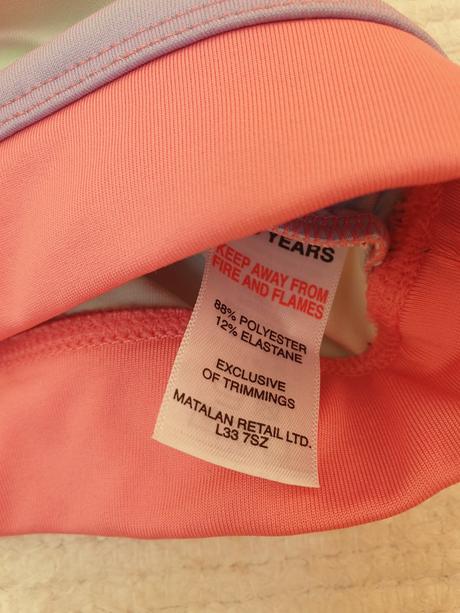 YEARS
KEEP AWAY FROM
FIRE AND FLAMES
88% POLYESTER
12% ELASTANE
EXCLUSIVE
OF TRIMMINGS
MATALAN RETAIL LTD.
L33 7SZ